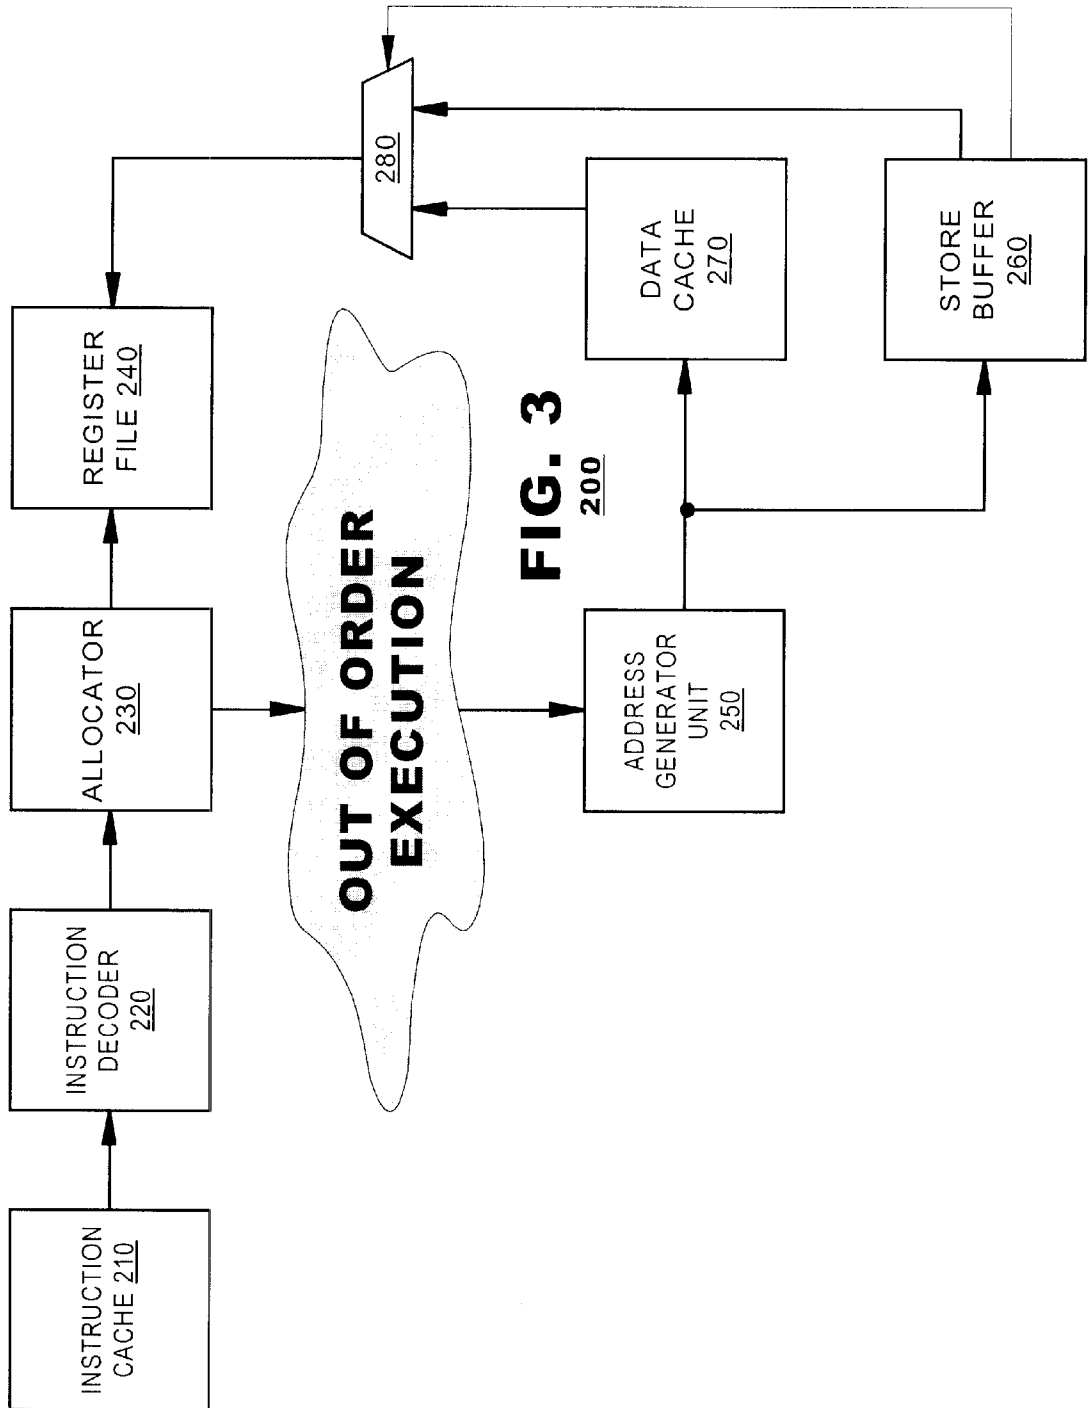 INSTRUCTION
CACHE 210
INSTRUCTION
DECODER
220
ALLOCATOR
230
REGISTER
FILE 240
OUT OF ORDER
EXECUTION
280
FIG. 3
200
ADDRESS
GENERATOR
UNIT
250
DATA
CACHE
270
STORE
BUFFER
260